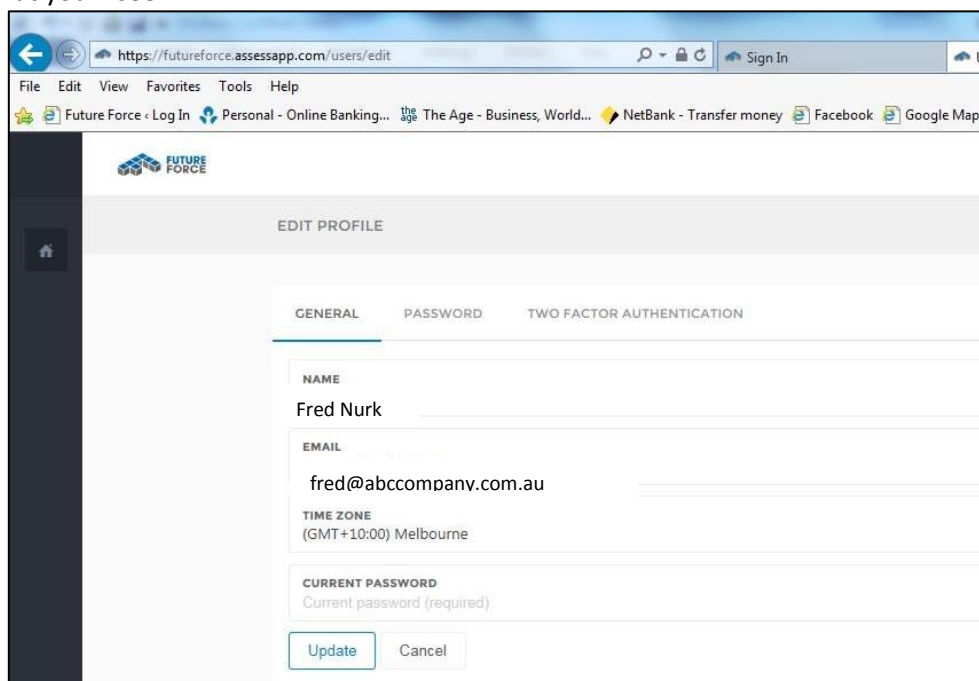 https://futureforce.assessapp.com/users/edit
Sign In
File Edit View Favorites Tools Help
Future Force ‹ Log In Personal - Online Banking... the age The Age - Business, World... NetBank - Transfer money Facebook Google Map
FUTURE
FORCE
EDIT PROFILE
GENERAL PASSWORD TWO FACTOR AUTHENTICATION
NAME
Fred Nurk
EMAIL
fred@abccompany.com.au
TIME ZONE
(GMT+10:00) Melbourne
CURRENT PASSWORD
Current password (required)
Update Cancel